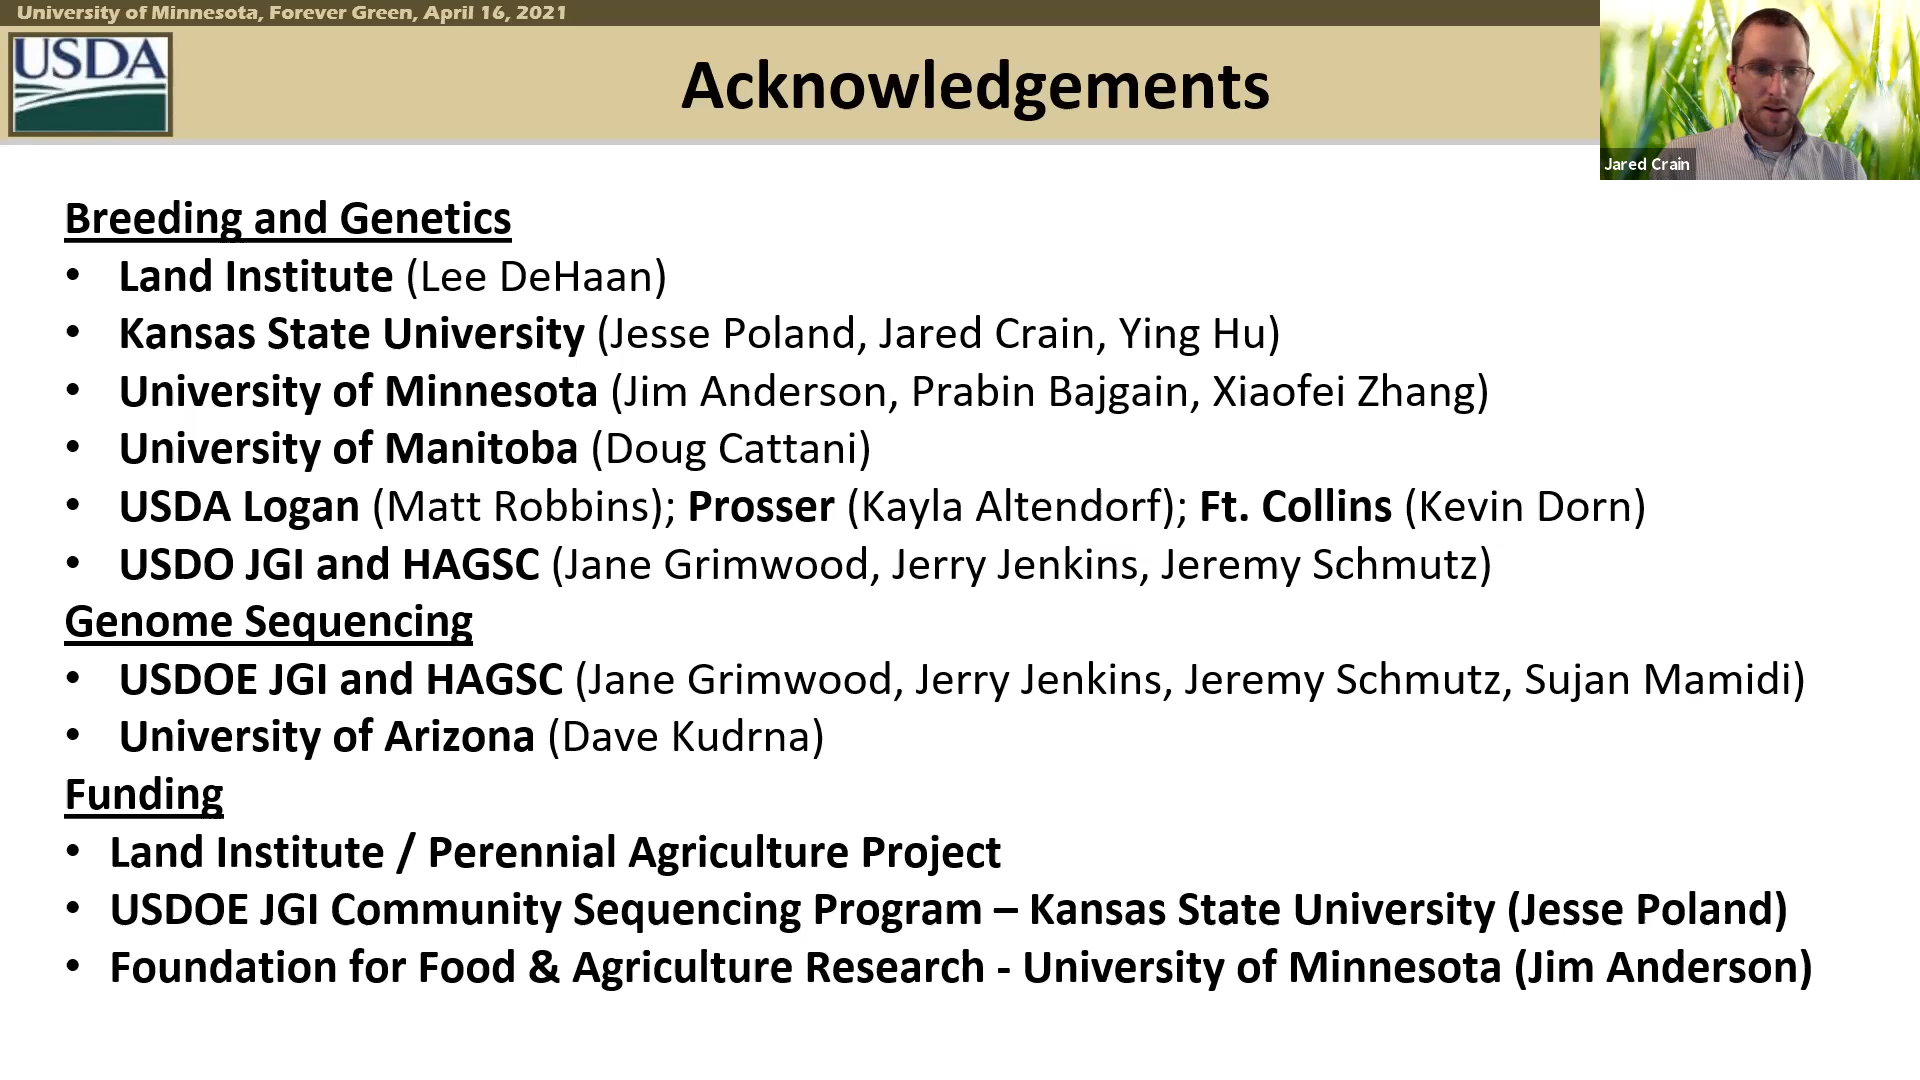 University of Minnesota, Forever Green, April 16, 2021
USDA
Acknowledgements
Jared Crain
Breeding and Genetics
• Land Institute (Lee DeHaan)
• Kansas State University (Jesse Poland, Jared Crain, Ying Hu)
• University of Minnesota (Jim Anderson, Prabin Bajgain, Xiaofei Zhang)
• University of Manitoba (Doug Cattani)
• USDA Logan (Matt Robbins); Prosser (Kayla Altendorf); Ft. Collins (Kevin Dorn)
• USDO JGI and HAGSC (Jane Grimwood, Jerry Jenkins, Jeremy Schmutz)
Genome Sequencing
• USDOE JGI and HAGSC (Jane Grimwood, Jerry Jenkins, Jeremy Schmutz, Sujan Mamidi)
• University of Arizona (Dave Kudrna)
Funding
• Land Institute / Perennial Agriculture Project
• USDOE JGI Community Sequencing Program – Kansas State University (Jesse Poland)
• Foundation for Food & Agriculture Research - University of Minnesota (Jim Anderson)